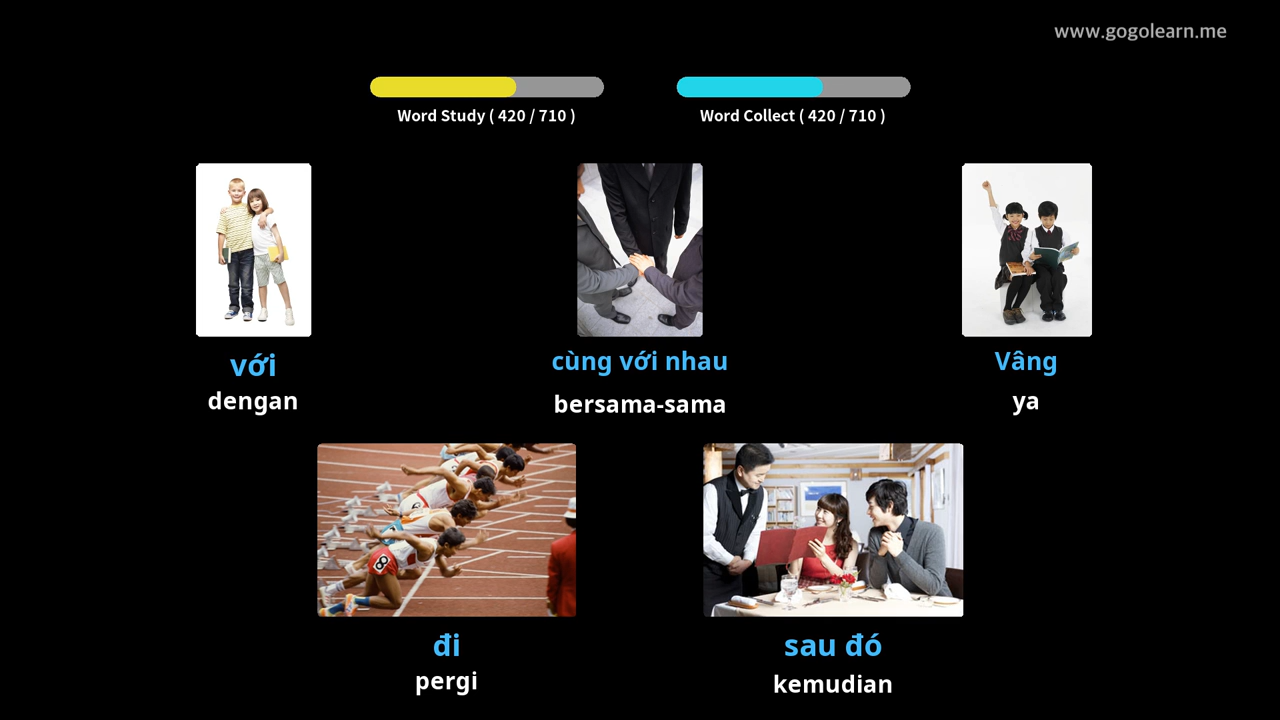 www.gogolearn.me
Word Study ( 420 / 710 )
Word Collect ( 420 / 710 )
với
dengan
cùng với nhau
bersama-sama
Vâng
ya
8
đi
pergi
sau đó
kemudian